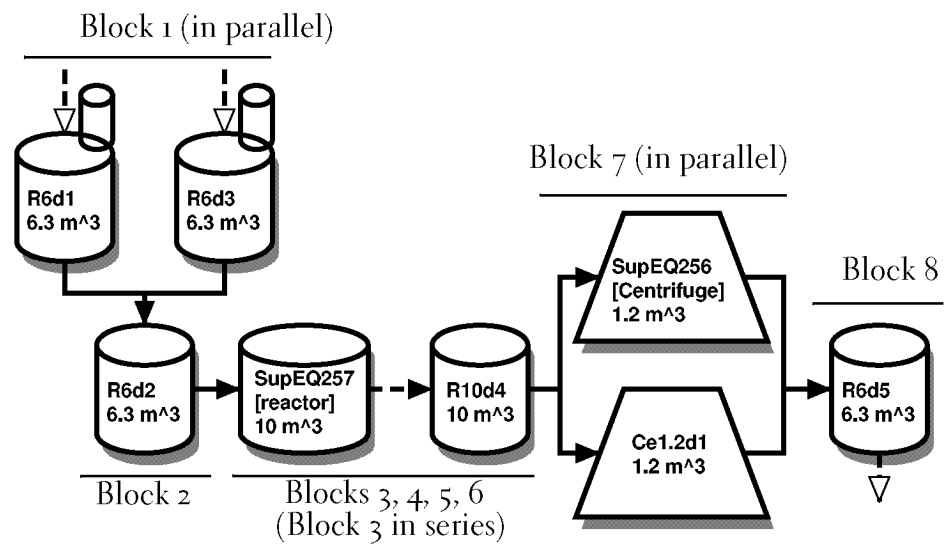 Block 1 (in parallel)
R6d1
6.3 m^3
R6d3
6.3 m^3
Block 7 (in parallel)
SupEQ256
[Centrifuge]
1.2 m^3
Block 8
R6d2
6.3 m^3
SupEQ257
[reactor]
10 m^3
R10d4
10 m^3
Ce1.2d1
1.2 m^3
R6d5
6.3 m^3
Block 2
Blocks 3, 4, 5, 6
(Block 3 in series)